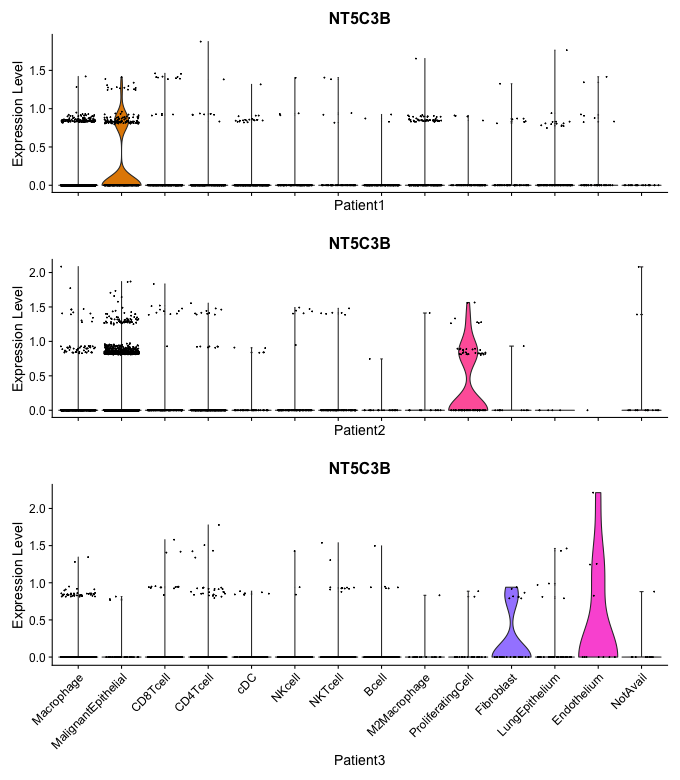 NT5C3B
Expression Level
1.5
1.0
0.5
0.0
Patient1
NT5C3B
Expression Level
2.0
1.5
1.0
0.5
0.0
Patient2
NT5C3B
Expression Level
2.0
1.5
1.0
0.5
0.0
Macrophage
MalignantEpithelial
CD8Tcell
CD4Tcell
cDC
NKcell
NKTcell
Bcell
M2Macrophage
ProliferatingCell
Fibroblast
LungEpithelium
Endothelium
NotAvail
Patient3